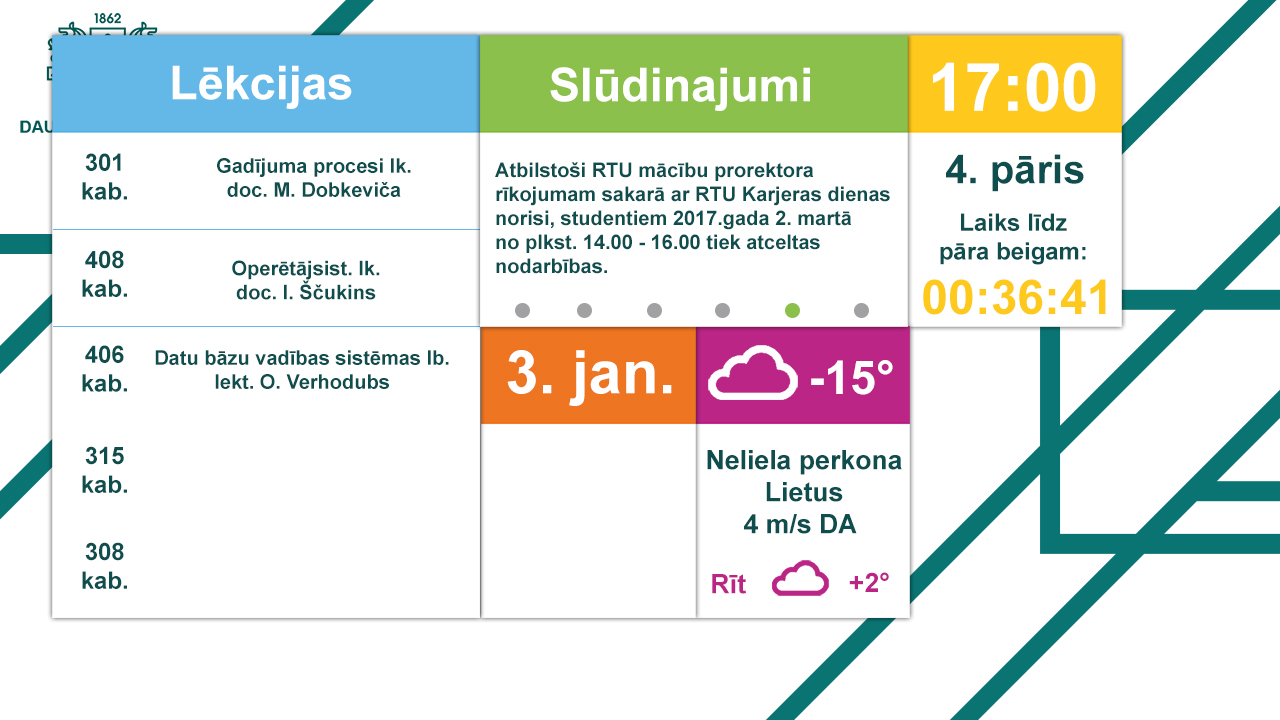 1862
DAU
Lēkcijas
301
kab.
Gadījuma procesi lk.
doc. M. Dobkeviča
408
kab.
Operētājsist. lk.
doc. I. Ščukins
406
kab.
Datu bāzu vadības sistēmas lb.
lekt. O. Verhodubs
315
kab.
308
kab.
Slūdinajumi
Atbilstoši RTU mācību prorektora
rīkojumam sakarā ar RTU Karjeras dienas
norisi, studentiem 2017.gada 2. martā
no plkst. 14.00 - 16.00 tiek atceltas
nodarbības.
17:00
4. pāris
Laiks līdz
pāra beigam:
00:36:41
3. jan.
-15°
Neliela perkona
Lietus
4 m/s DA
Rīt
+2°